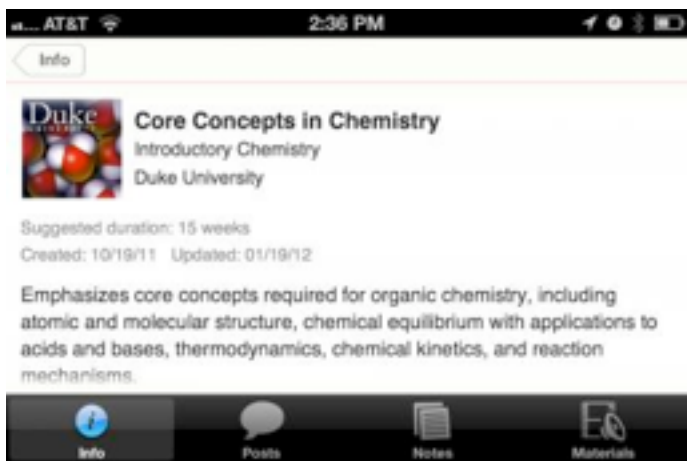 AT&T
2:36 PM
Info
Duke
Core Concepts in Chemistry
Introductory Chemistry
Duke University
Suggested duration: 15 weeks
Created: 10/19/11 Updated: 01/19/12
Emphasizes core concepts required for organic chemistry, including
atomic and molecular structure, chemical equilibrium with applications to
acids and bases, thermodynamics, chemical kinetics, and reaction
mechanisms.
Info
Posts
Notes
Materials